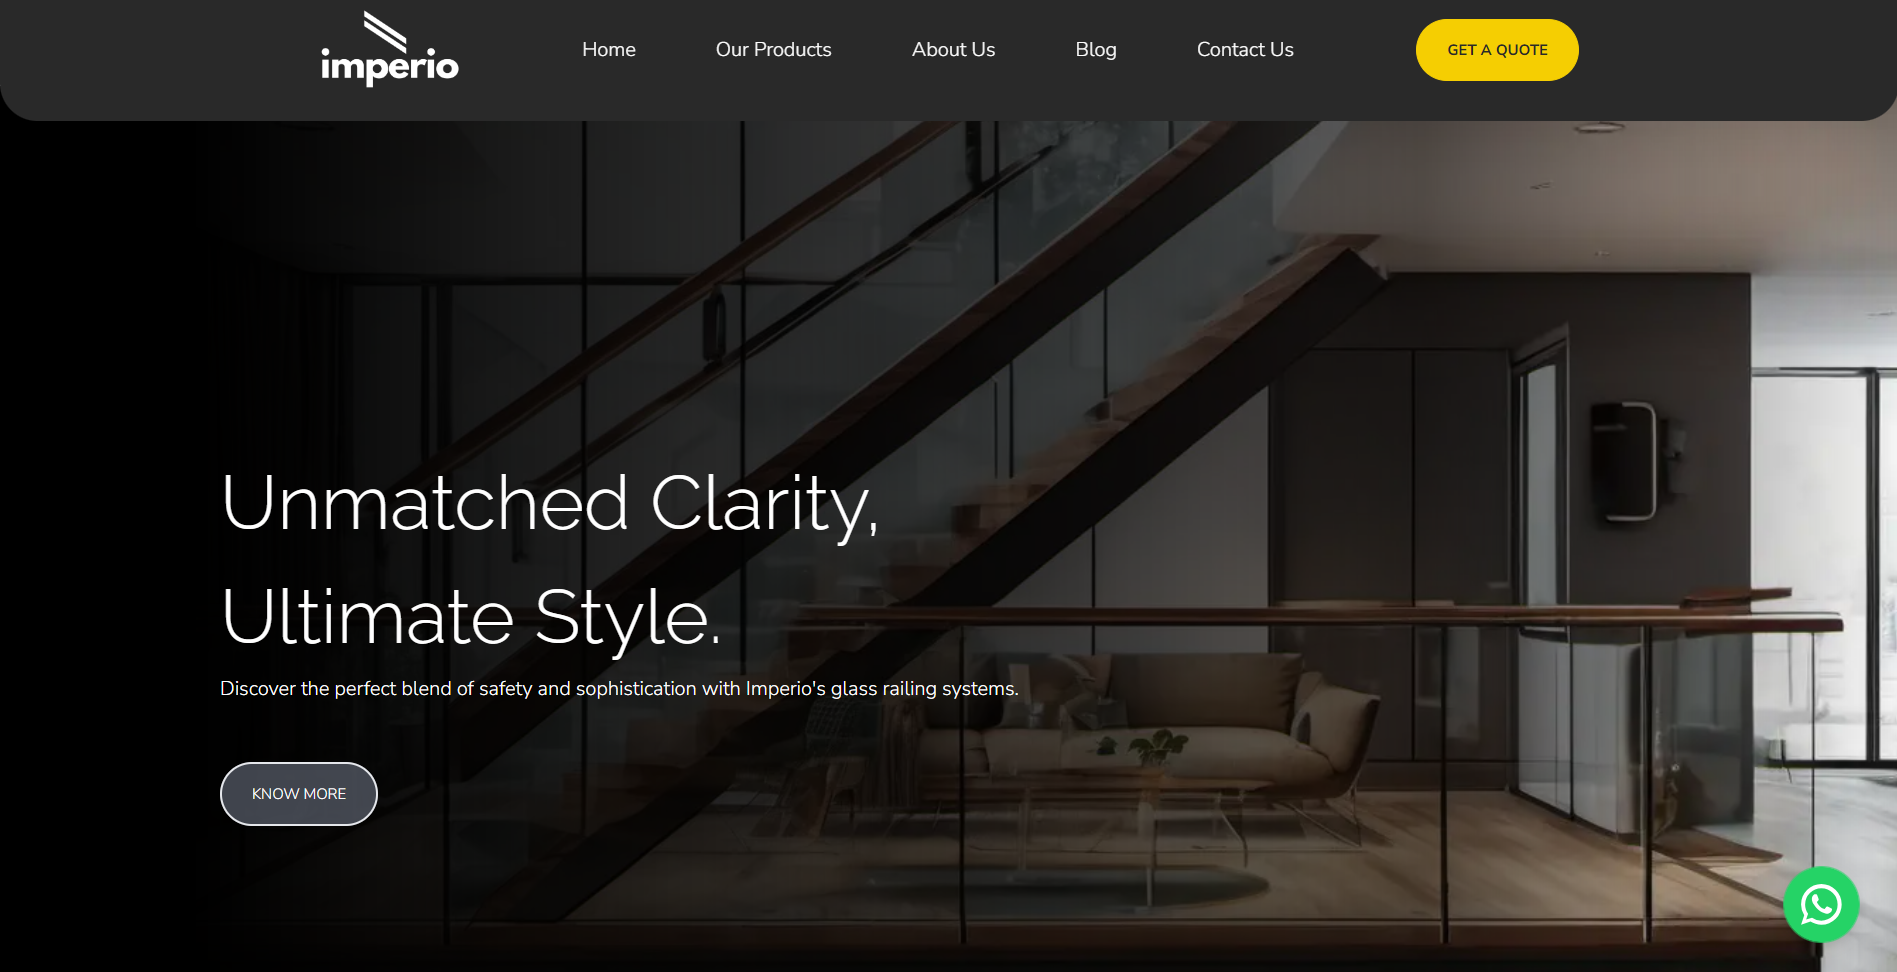 imperio
Home
Our Products
About Us
Blog
Contact Us
GET A QUOTE
Unmatched Clarity,
Ultimate Style.
Discover the perfect blend of safety and sophistication with Imperio's glass railing systems.
KNOW MORE